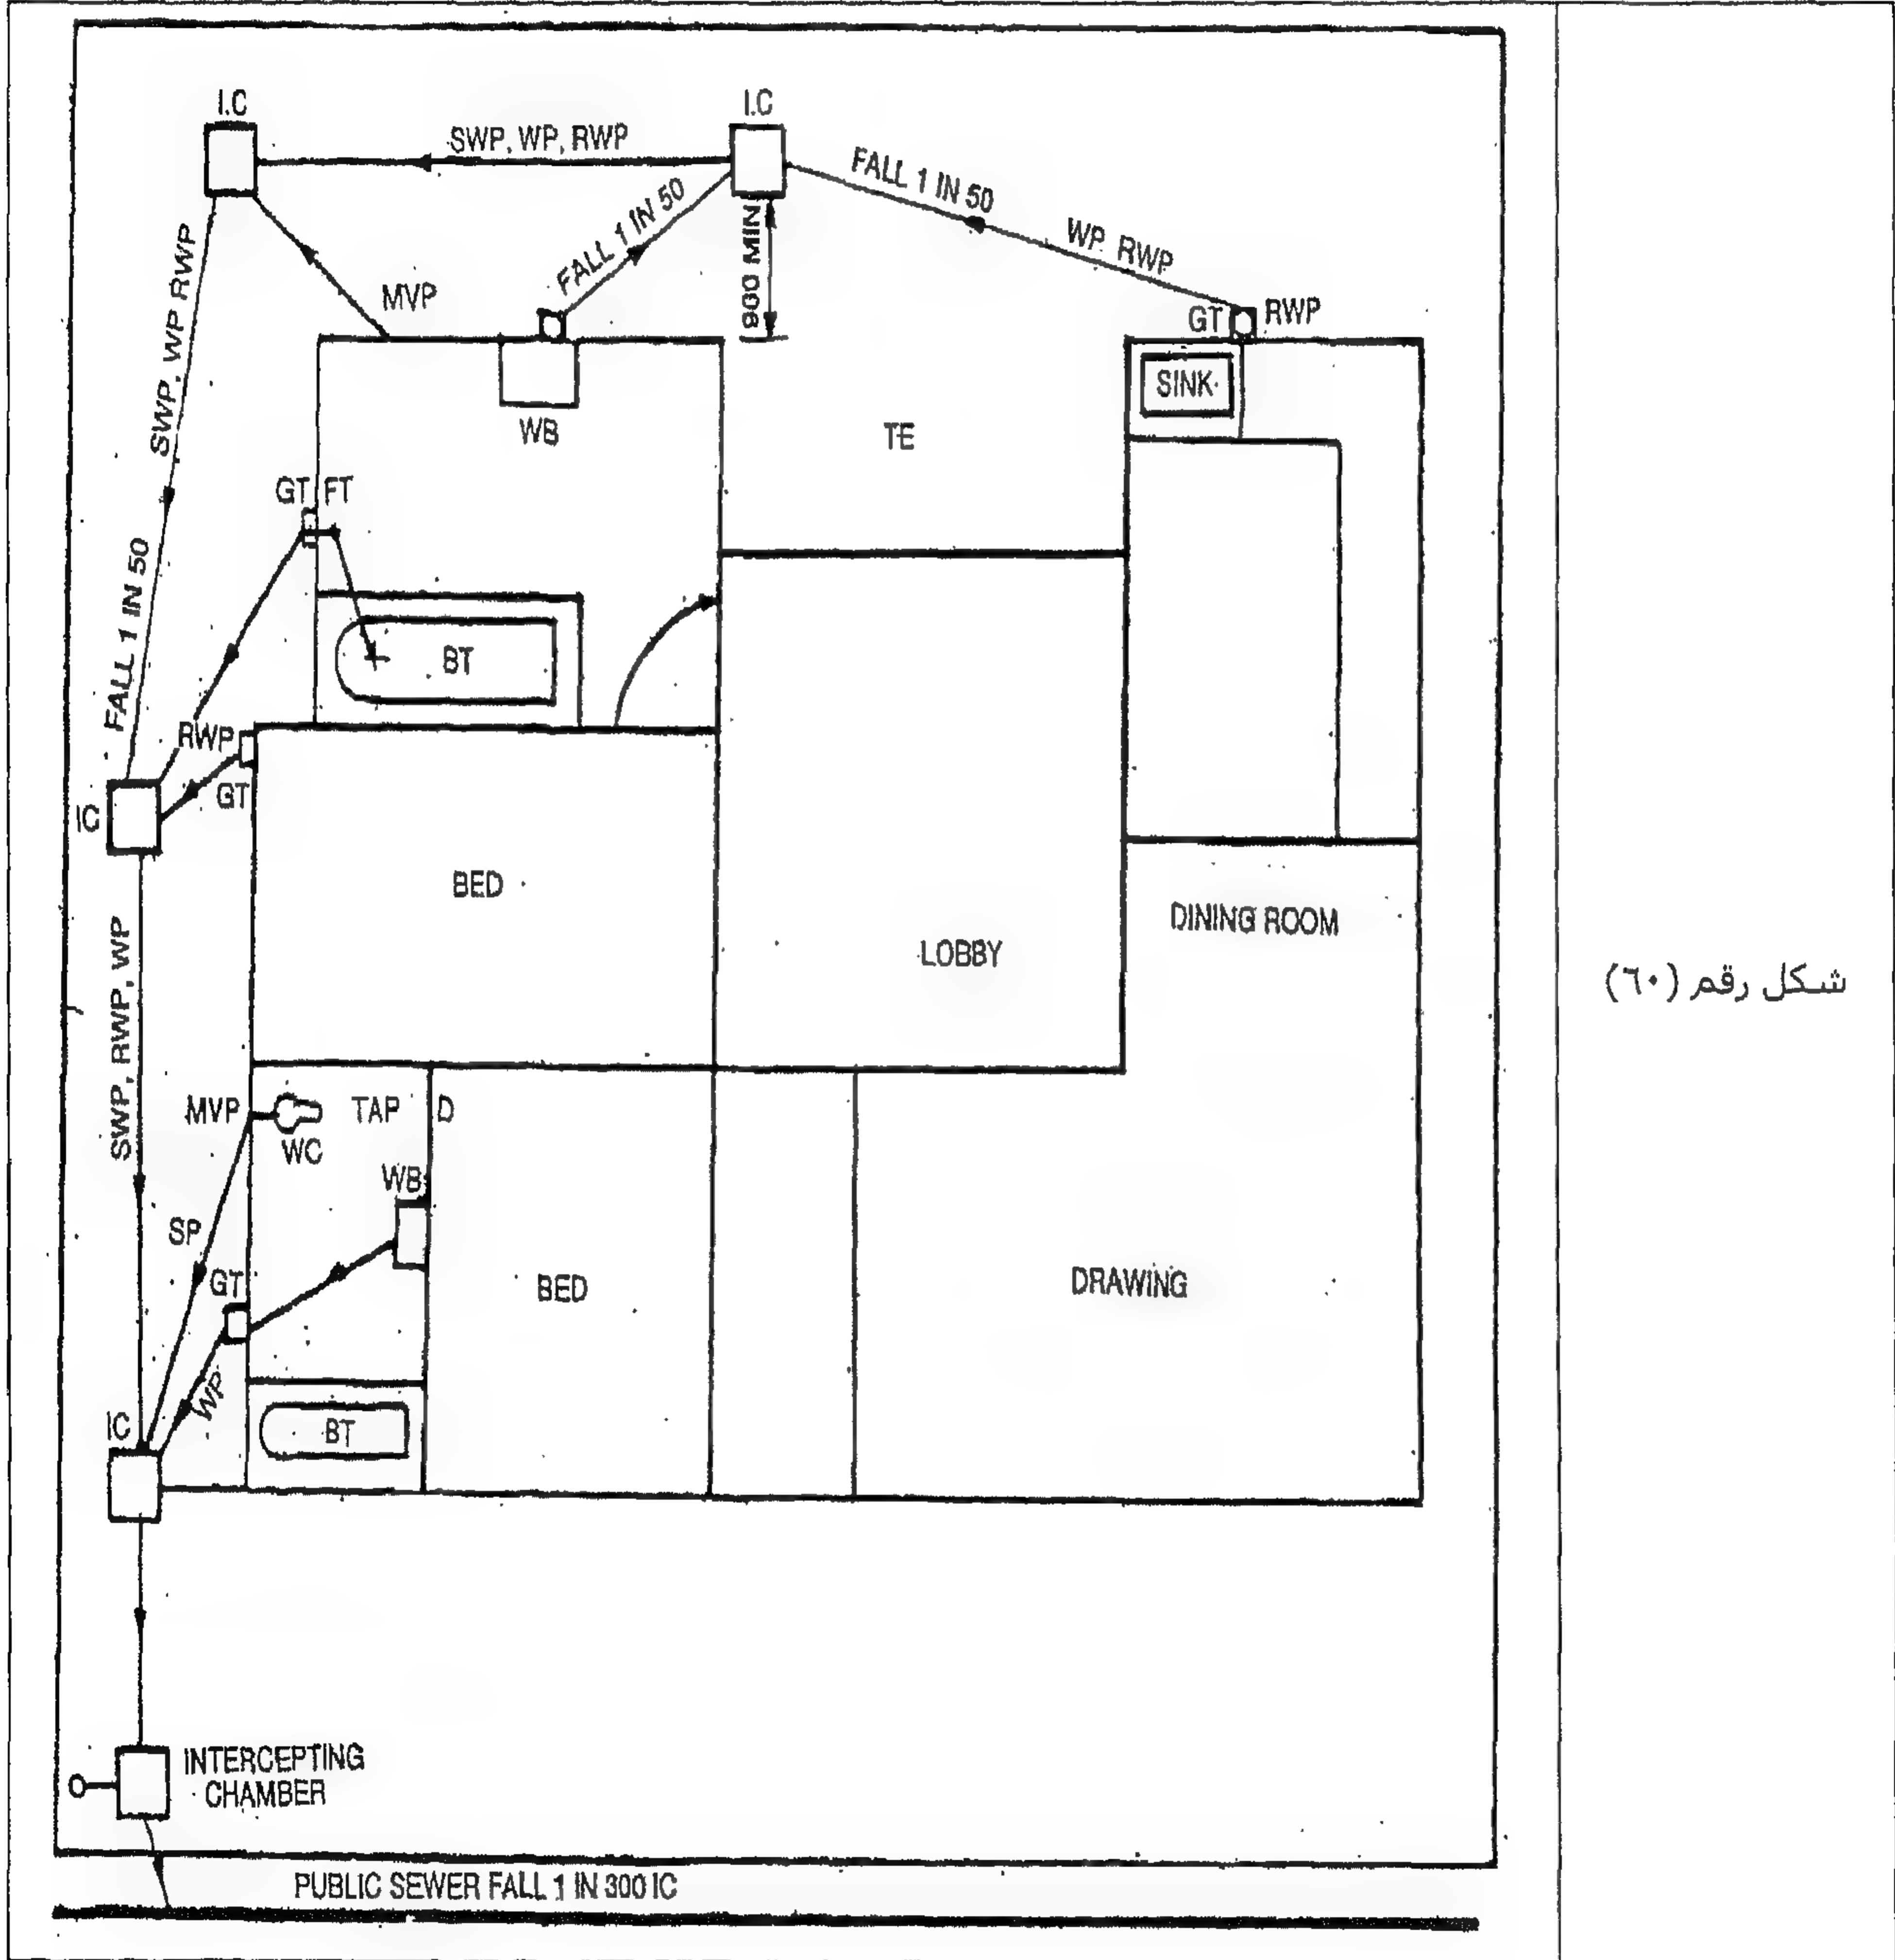 I.C
I.C
SWP, WP, RWP
FALL 1 IN 50
WP RWP
FALL 1 IN 50
900 MIN
MVP
GT
RWP
SWP, WP RWP
FALL 1 IN 50
SINK
WB
TE
GT FT
BT
RWP
GT
IC
BED
DINING ROOM
LOBBY
شكل رقم (٦٠)
SWP, RWP, WP
MVP
WC
TAP
D
WB
SP
GT
BED
DRAWING
WP
IC
BT
INTERCEPTING
CHAMBER
PUBLIC SEWER FALL 1 IN 300 IC